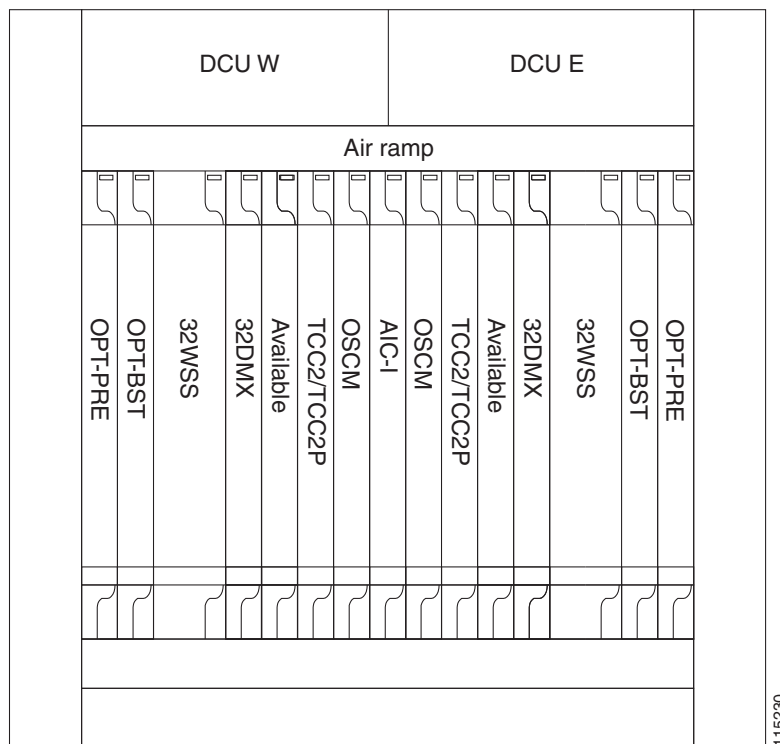 DCU W
DCU E
Air ramp
OPT-PRE
OPT-BST
32WSS
32DMX
Available
TCC2/TCC2P
OSCM
AIC-I
OSCM
TCC2/TCC2P
Available
32DMX
32WSS
OPT-BST
OPT-PRE
115230